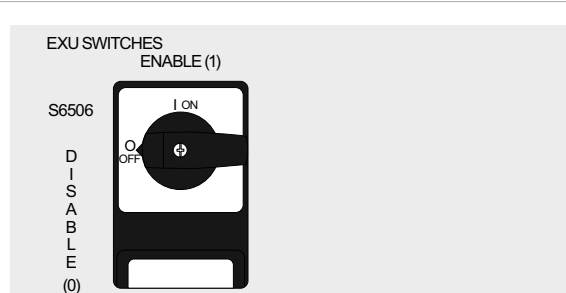 EXU SWITCHES
ENABLE (1)
S6506
I ON
O
OFF
D
I
S
A
B
L
E
(0)